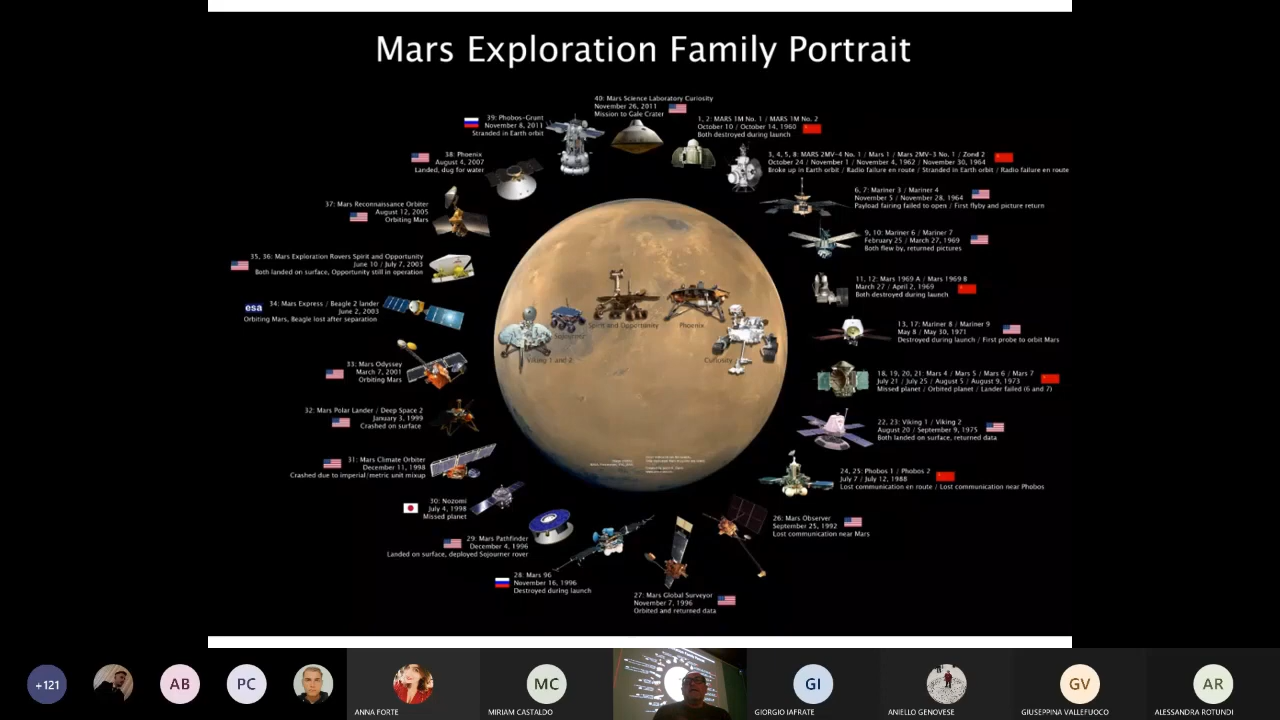 Mars Exploration Family Portrait
40: Mars Science Laboratory Curiosity
November 26, 2011
Mission to Gale Crater
1, 2: MARS 1M No. 1 / MARS 1M No. 2
October 10 / October 14, 1960
Both destroyed during launch
3, 4, 5, 8: MARS 2MV-4 No. 1 / Mars 1 / Mars 2MV-3 No. 1 / Zond 2
October 24 / November 1 / November 4, 1962 / November 30, 1964
Broke up in Earth orbit / Radio failure en route / Stranded in Earth orbit / Radio failure en route
6, 7: Mariner 3 / Mariner 4
November 5 / November 28, 1964
Payload fairing failed to open / First flyby and picture return
9, 10: Mariner 6 / Mariner 7
February 25 / March 27, 1969
Both flew by, returned pictures
11, 12: Mars 1969 A / Mars 1969 B
March 27 / April 2, 1969
Both destroyed during launch
13, 17: Mariner 8 / Mariner 9
May 8 / May 30, 1971
Destroyed during launch / First probe to orbit Mars
18, 19, 20, 21: Mars 4 / Mars 5 / Mars 6 / Mars 7
July 21 / July 25 / August 5 / August 9, 1973
Missed planet / Orbited planet / Lander failed (6 and 7)
22, 23: Viking 1 / Viking 2
August 20 / September 9, 1975
Both landed on surface, returned data
24, 25: Phobos 1 / Phobos 2
July 7 / July 12, 1988
Lost communication en route / Lost communication near Phobos
26: Mars Observer
September 25, 1992
Lost communication near Mars
27: Mars Global Surveyor
November 7, 1996
Orbited and returned data
28: Mars 96
November 16, 1996
Destroyed during launch
29: Mars Pathfinder
December 4, 1996
Landed on surface, deployed Sojourner rover
30: Nozomi
July 4, 1998
Missed planet
31: Mars Climate Orbiter
December 11, 1998
Crashed due to imperial/metric unit mixup
32: Mars Polar Lander / Deep Space 2
January 3, 1999
Crashed on surface
33: Mars Odyssey
March 7, 2001
Orbiting Mars
esa
34: Mars Express / Beagle 2 lander
June 2, 2003
Orbiting Mars, Beagle lost after separation
35, 36: Mars Exploration Rovers Spirit and Opportunity
June 10 / July 7, 2003
Both landed on surface, Opportunity still in operation
37: Mars Reconnaissance Orbiter
August 12, 2005
Orbiting Mars
38: Phoenix
August 4, 2007
Landed, dug for water
39: Phobos-Grunt
November 8, 2011
Stranded in Earth orbit
Viking 1 and 2
Sojourner
Spirit and Opportunity
Phoenix
Curiosity
+121
AB
PC
ANNA FORTE
MC
MIRIAM CASTALDO
GI
GIORGIO IAFRATE
ANIELLO GENOVESE
GV
GIUSEPPINA VALLEFUOCO
AR
ALESSANDRA ROTUNDI